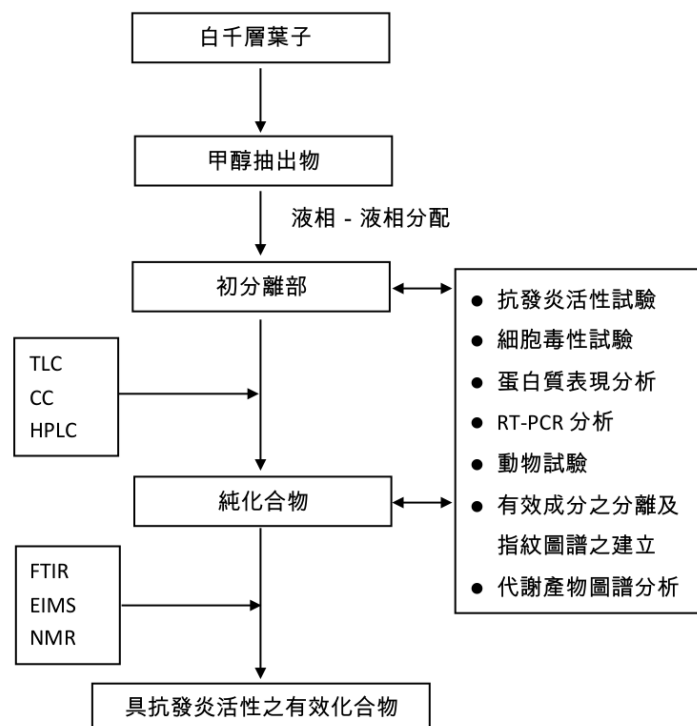 白千層葉子
甲醇抽出物
液相 - 液相分配
初分離部
TLC
CC
HPLC
純化合物
FTIR
EIMS
NMR
具抗發炎活性之有效化合物
● 抗發炎活性試驗
● 細胞毒性試驗
● 蛋白質表現分析
● RT-PCR 分析
● 動物試驗
● 有效成分之分離及
指紋圖譜之建立
● 代謝產物圖譜分析